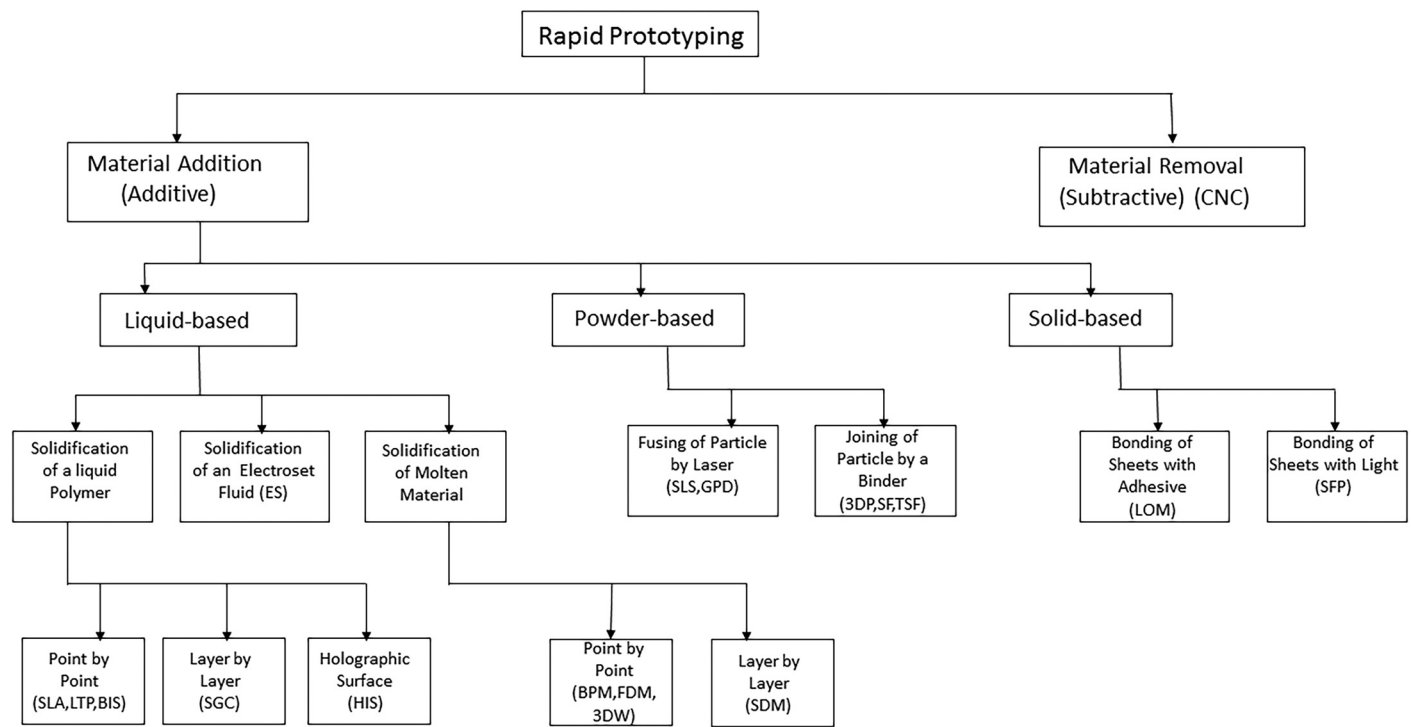 Rapid Prototyping
Material Addition
(Additive)
Material Removal
(Subtractive) (CNC)
Liquid-based
Powder-based
Solid-based
Solidification
of a liquid
Polymer
Solidification
of an Electroset
Fluid (ES)
Solidification
of Molten
Material
Fusing of Particle
by Laser
(SLS,GPD)
Joining of
Particle by a
Binder
(3DP,SF,TSF)
Bonding of
Sheets with
Adhesive
(LOM)
Bonding of
Sheets with Light
(SFP)
Point by
Point
(SLA,LTP,BIS)
Layer by
Layer
(SGC)
Holographic
Surface
(HIS)
Point by
Point
(BPM,FDM,
3DW)
Layer by
Layer
(SDM)